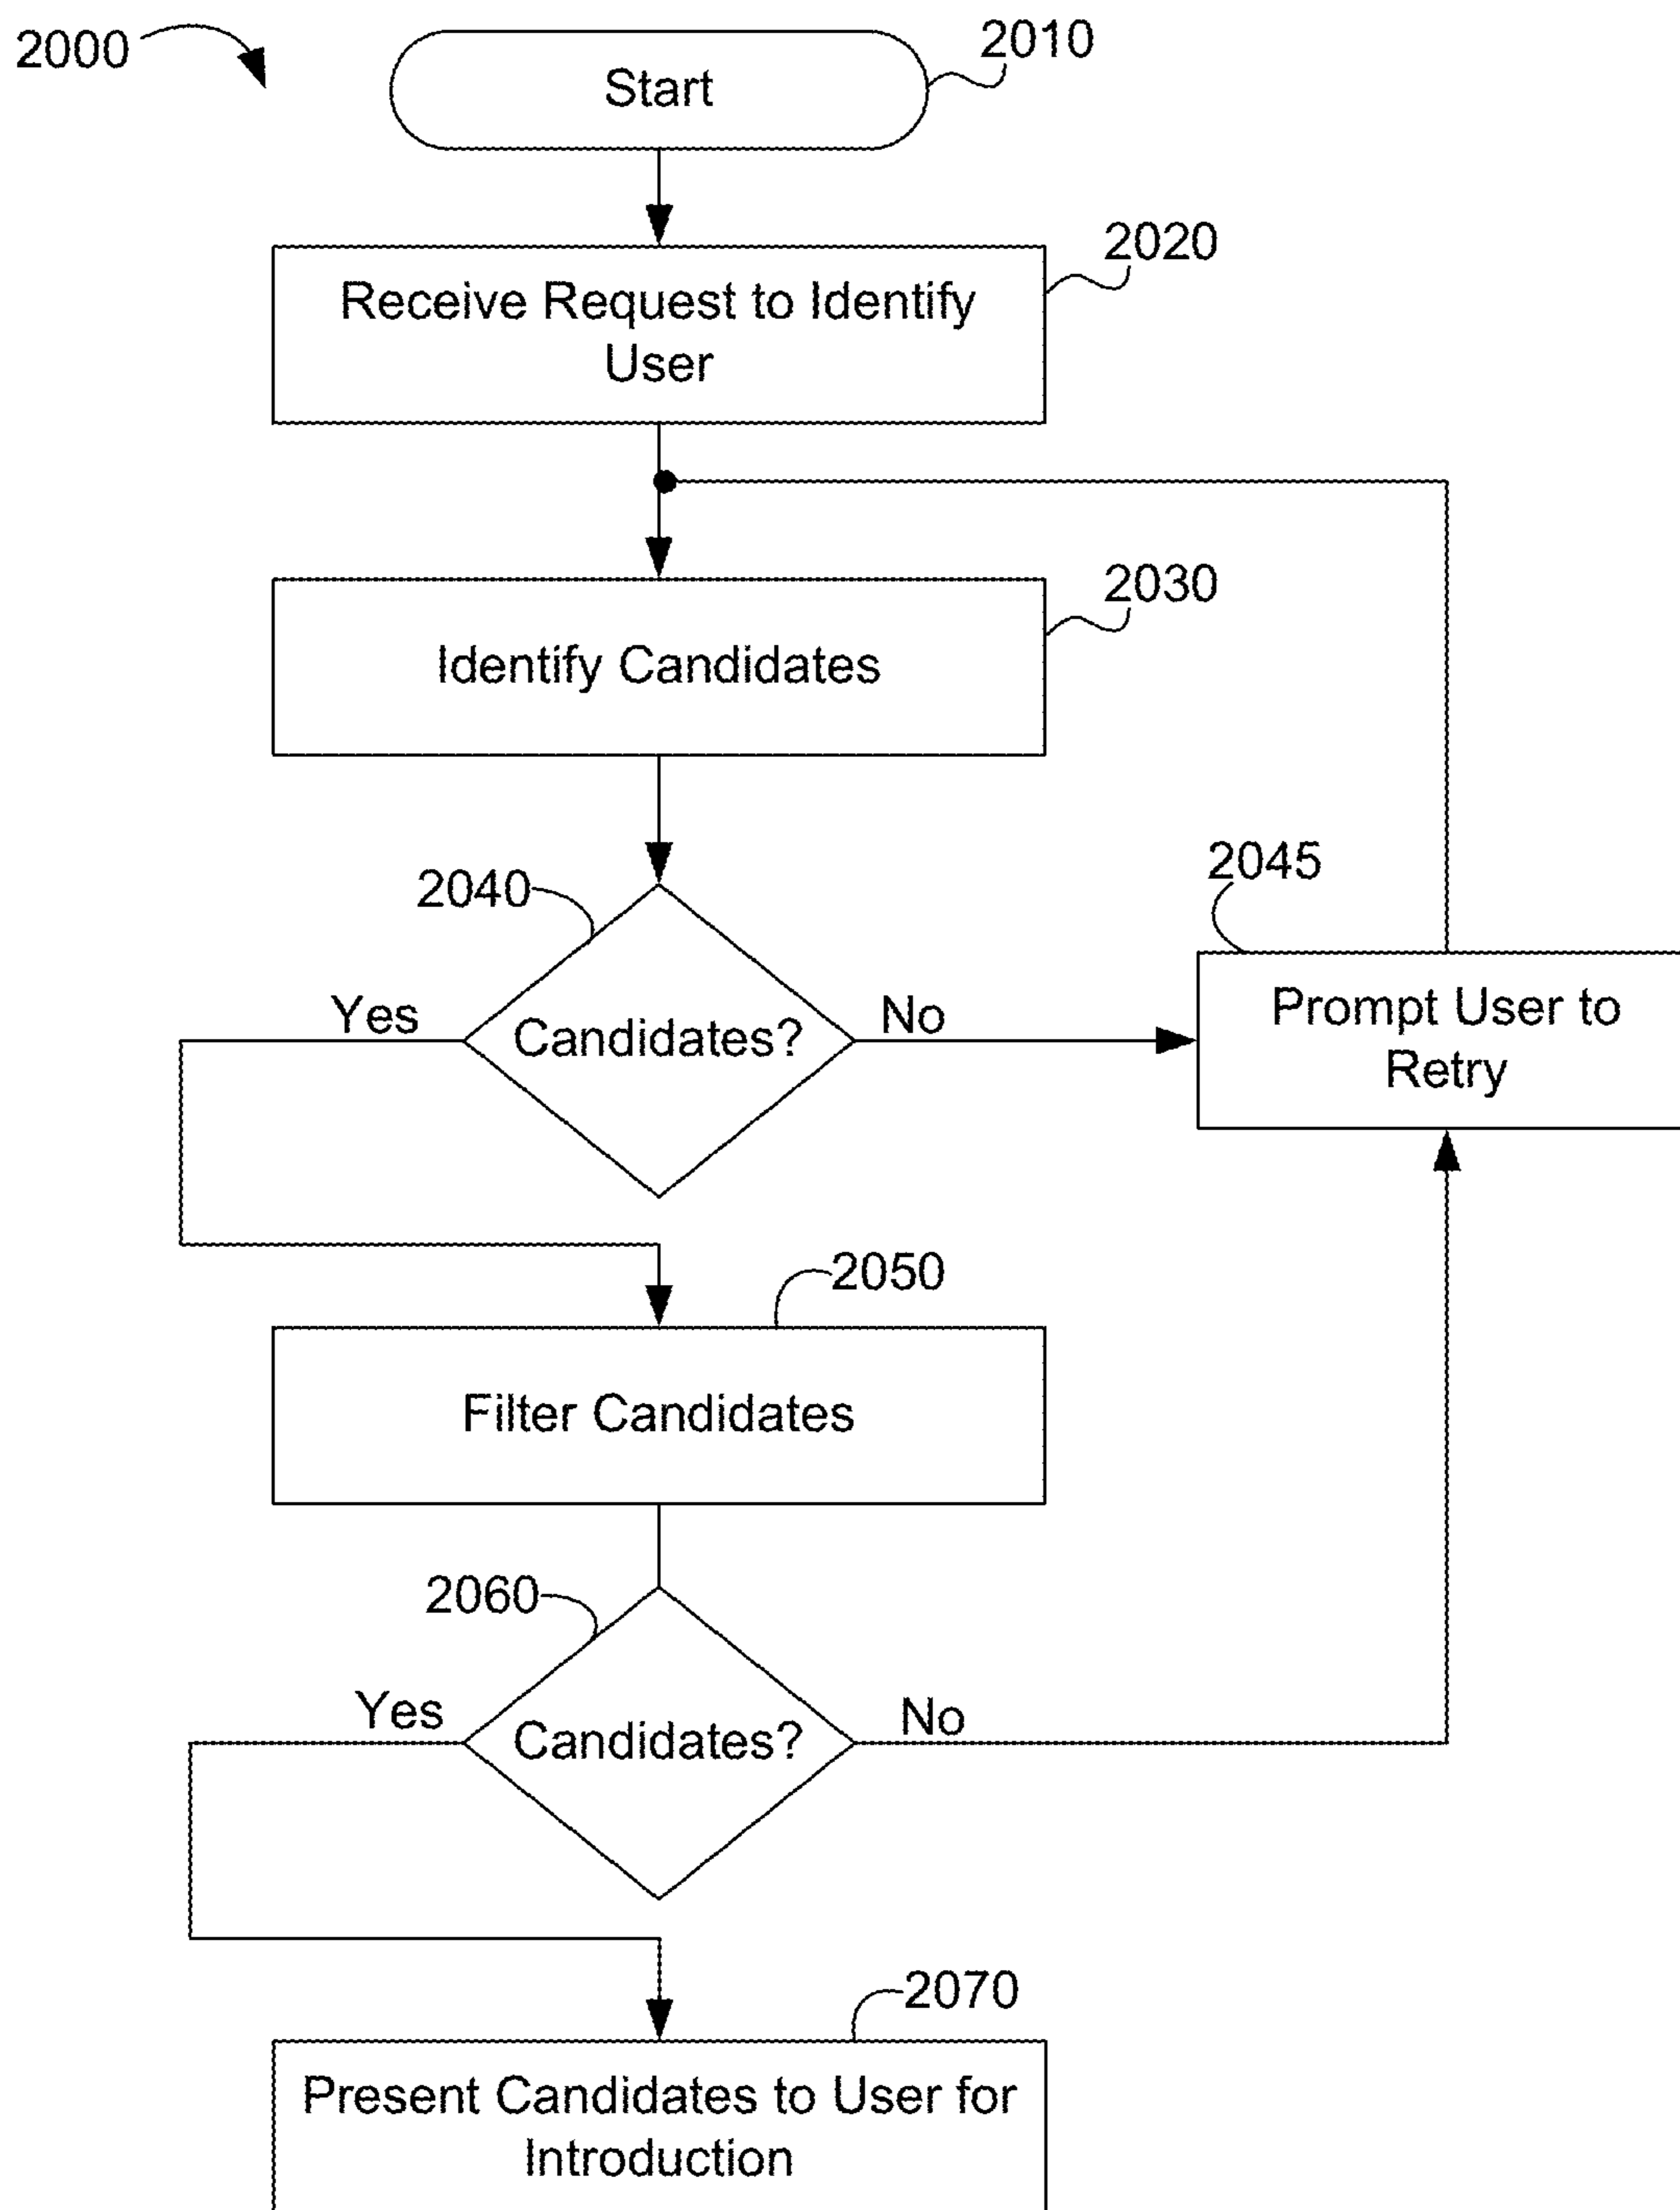 2000
Start
2010
Receive Request to Identify
User
2020
Identify Candidates
2030
2040
Candidates?
Yes
No
2045
Prompt User to
Retry
2050
Filter Candidates
2060
Candidates?
Yes
No
2070
Present Candidates to User for
Introduction